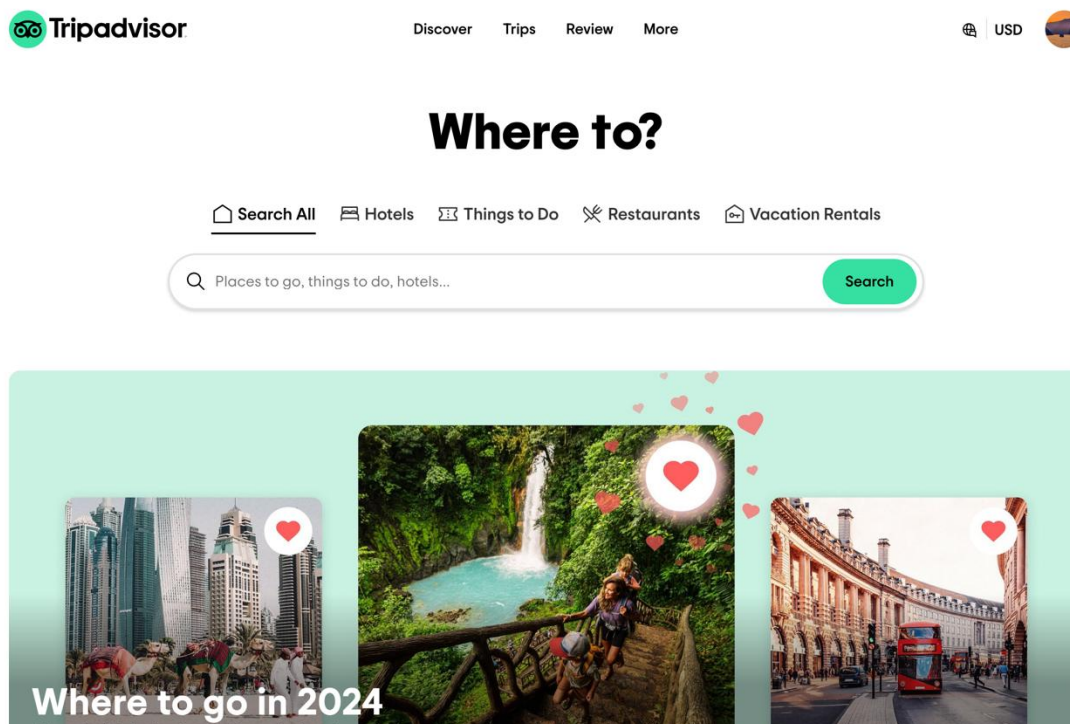 Tripadvisor
Discover Trips Review More
USD
Where to?
Search All Hotels Things to Do Restaurants Vacation Rentals
Places to go, things to do, hotels...
Search
Where to go in 2024